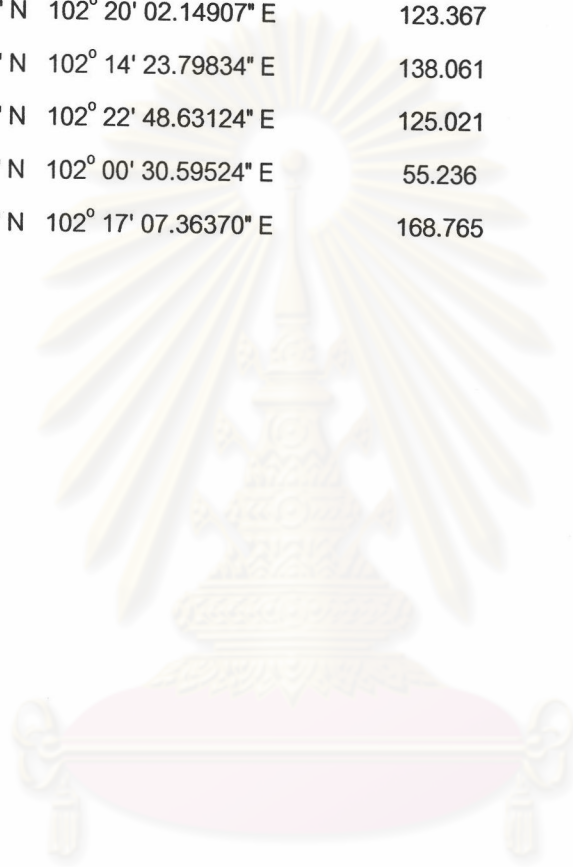 " N 102° 20' 02.14907" E 123.367
" N 102° 14' 23.79834" E 138.061
" N 102° 22' 48.63124" E 125.021
" N 102° 00' 30.59524" E 55.236
N 102° 17' 07.36370" E 168.765